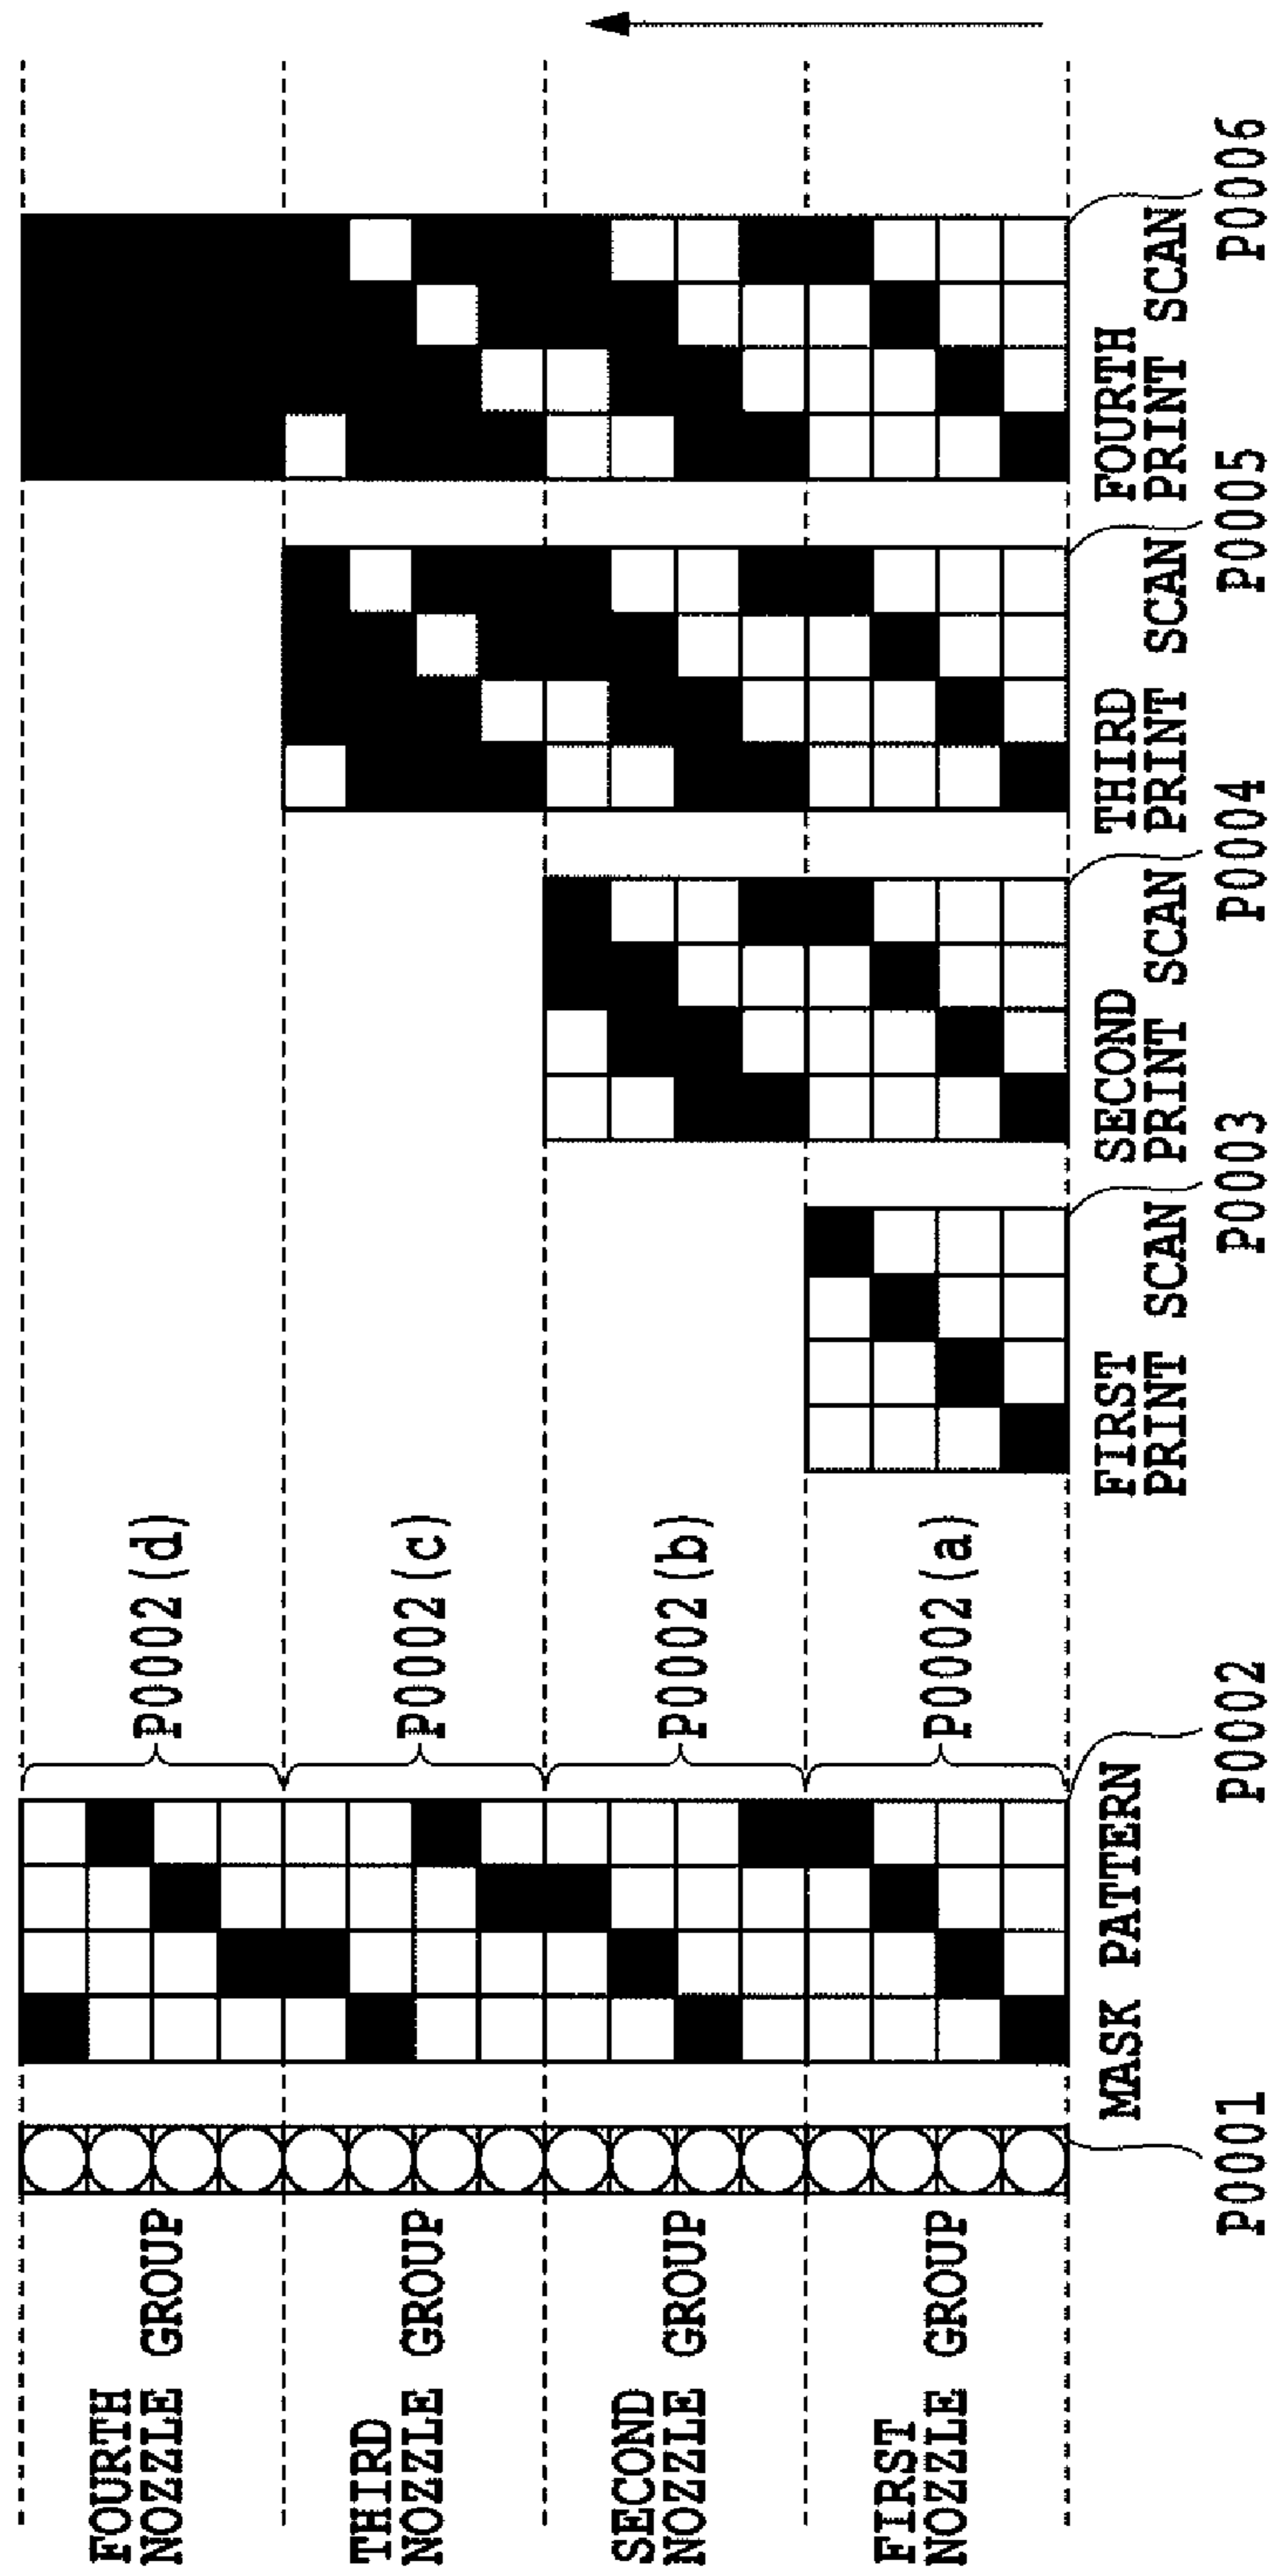 FOURTH
NOZZLE GROUP
THIRD
NOZZLE GROUP
SECOND
NOZZLE GROUP
FIRST
NOZZLE GROUP
P0001
MASK PATTERN
P0002
P0002(d)
P0002(c)
P0002(b)
P0002(a)
FIRST
PRINT SCAN
P0003
SECOND
PRINT SCAN
P0004
THIRD
PRINT SCAN
P0005
FOURTH
PRINT SCAN
P0006